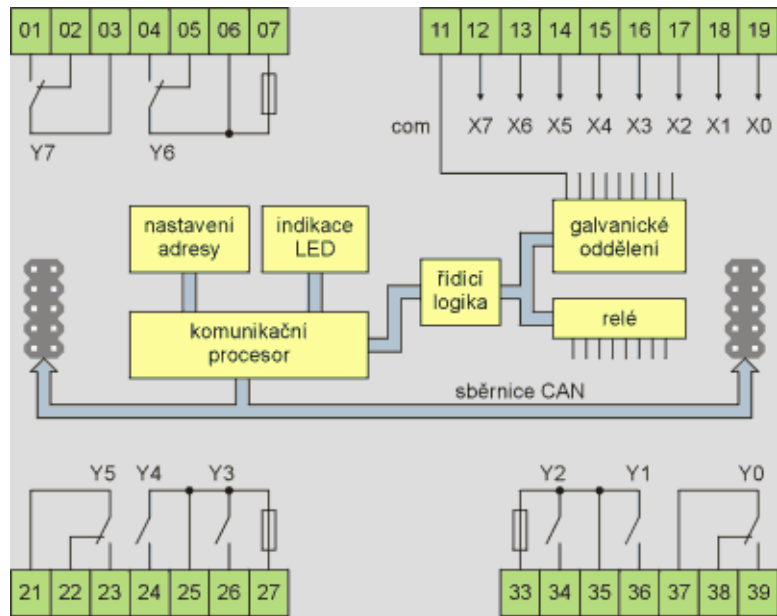 01 02 03 04 05 06 07
11 12 13 14 15 16 17 18 19
com X7 X6 X5 X4 X3 X2 X1 X0
Y7 Y6
nastavení
adresy
indikace
LED
galvanické
oddělení
řídicí
logika
relé
komunikační
procesor
sběrnice CAN
Y5 Y4 Y3
Y2 Y1 Y0
21 22 23 24 25 26 27
33 34 35 36 37 38 39